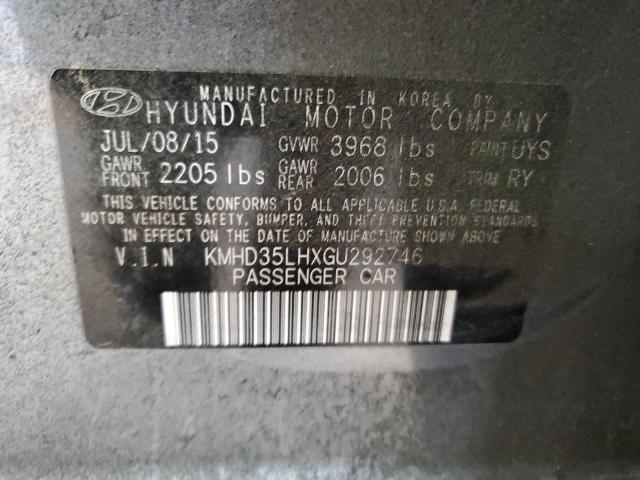 MANUFACTURED IN KOREA BY
HYUNDAI MOTOR COMPANY
JUL/08/15 GVWR 3968 lbs PAINT UYS
GAWR FRONT 2205 lbs GAWR REAR 2006 lbs TRIM RY
THIS VEHICLE CONFORMS TO ALL APPLICABLE U.S.A. FEDERAL
MOTOR VEHICLE SAFETY, BUMPER, AND THEFT PREVENTION STANDARDS
IN EFFECT ON THE DATE OF MANUFACTURE SHOWN ABOVE
V.I.N KMHD35LHXGU292746
PASSENGER CAR